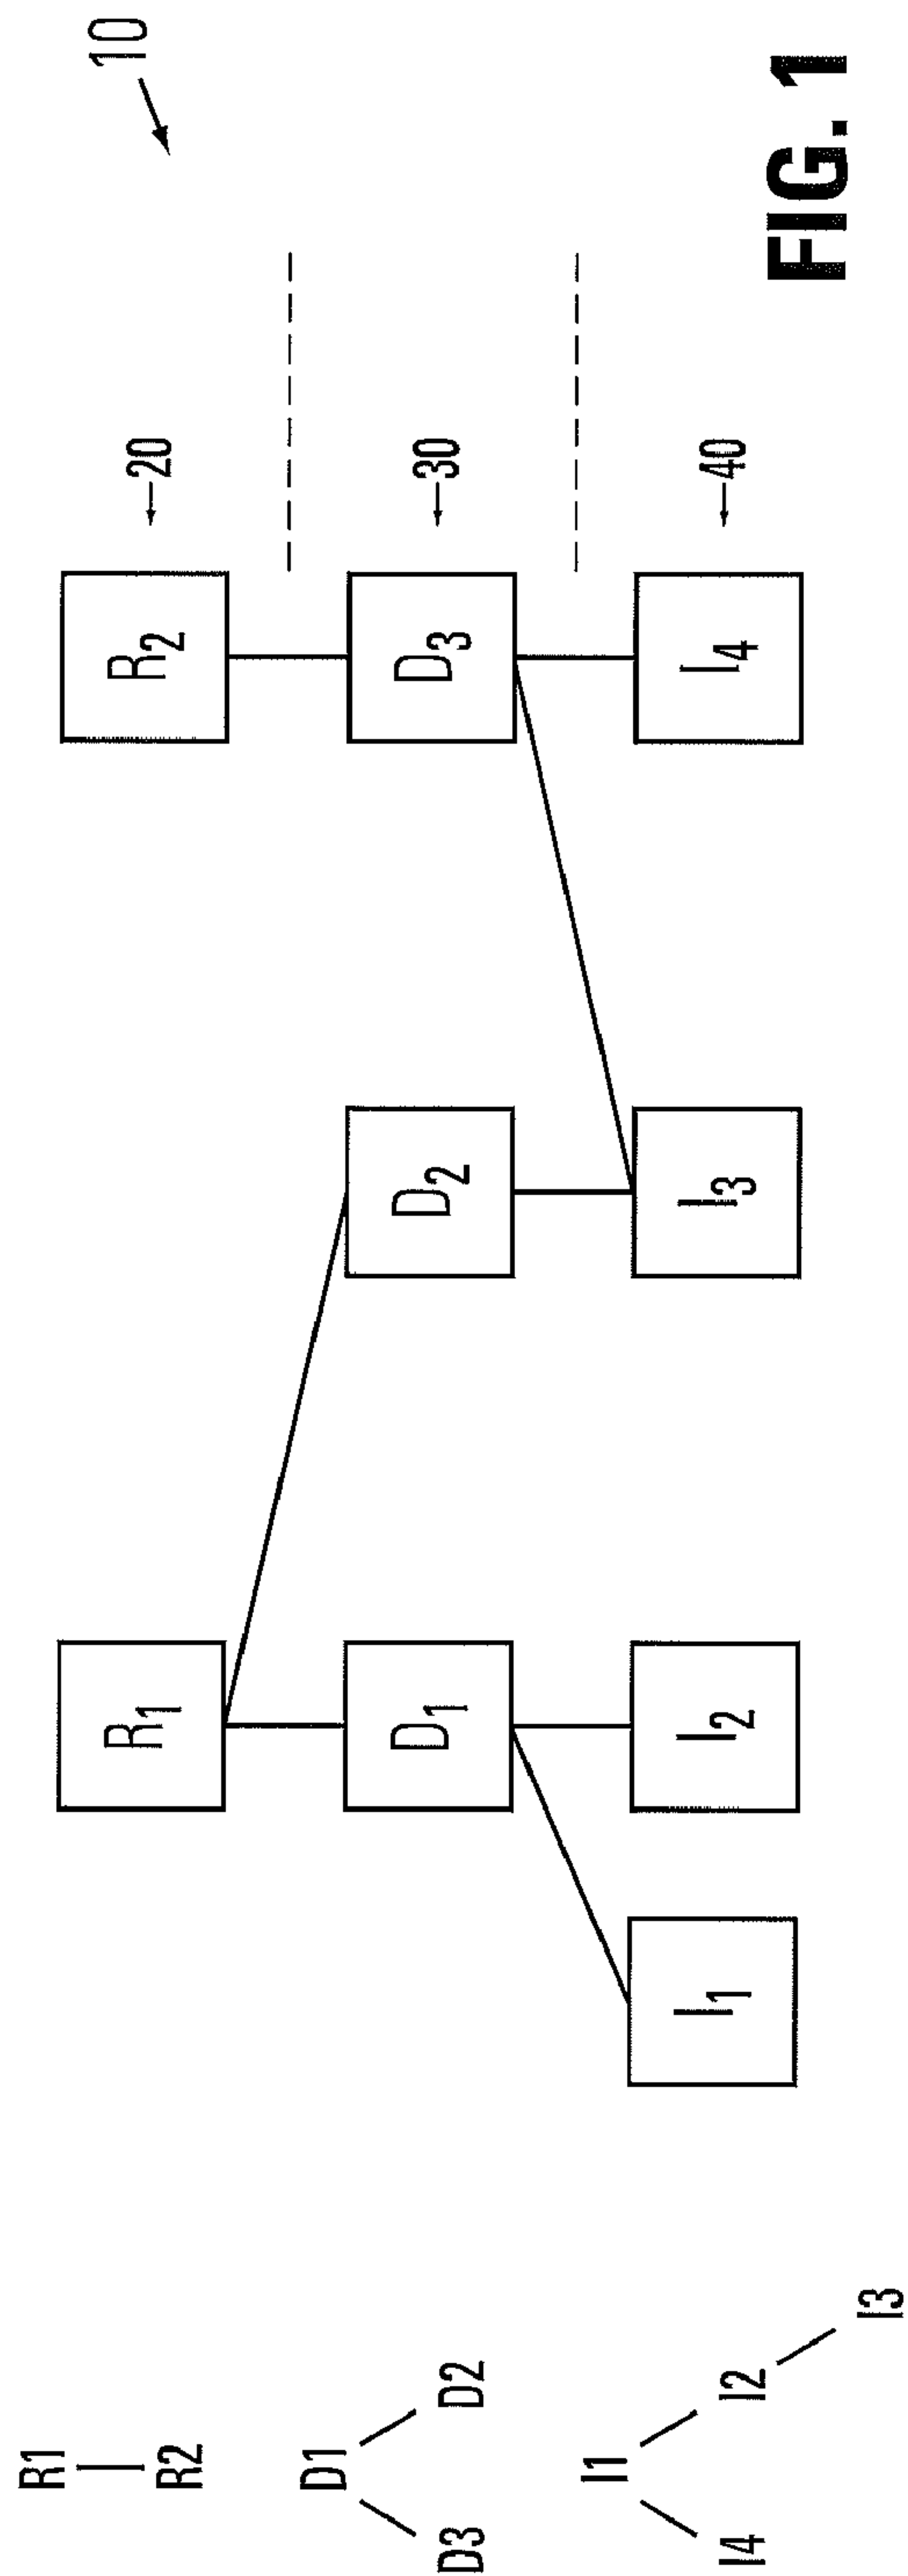 R1
R2
D1
D3 D2
I1
I4 I2
I3
10
R₁ R₂ 20
D₁ D₂ D₃ 30
I₁ I₂ I₃ I₄ 40
FIG. 1